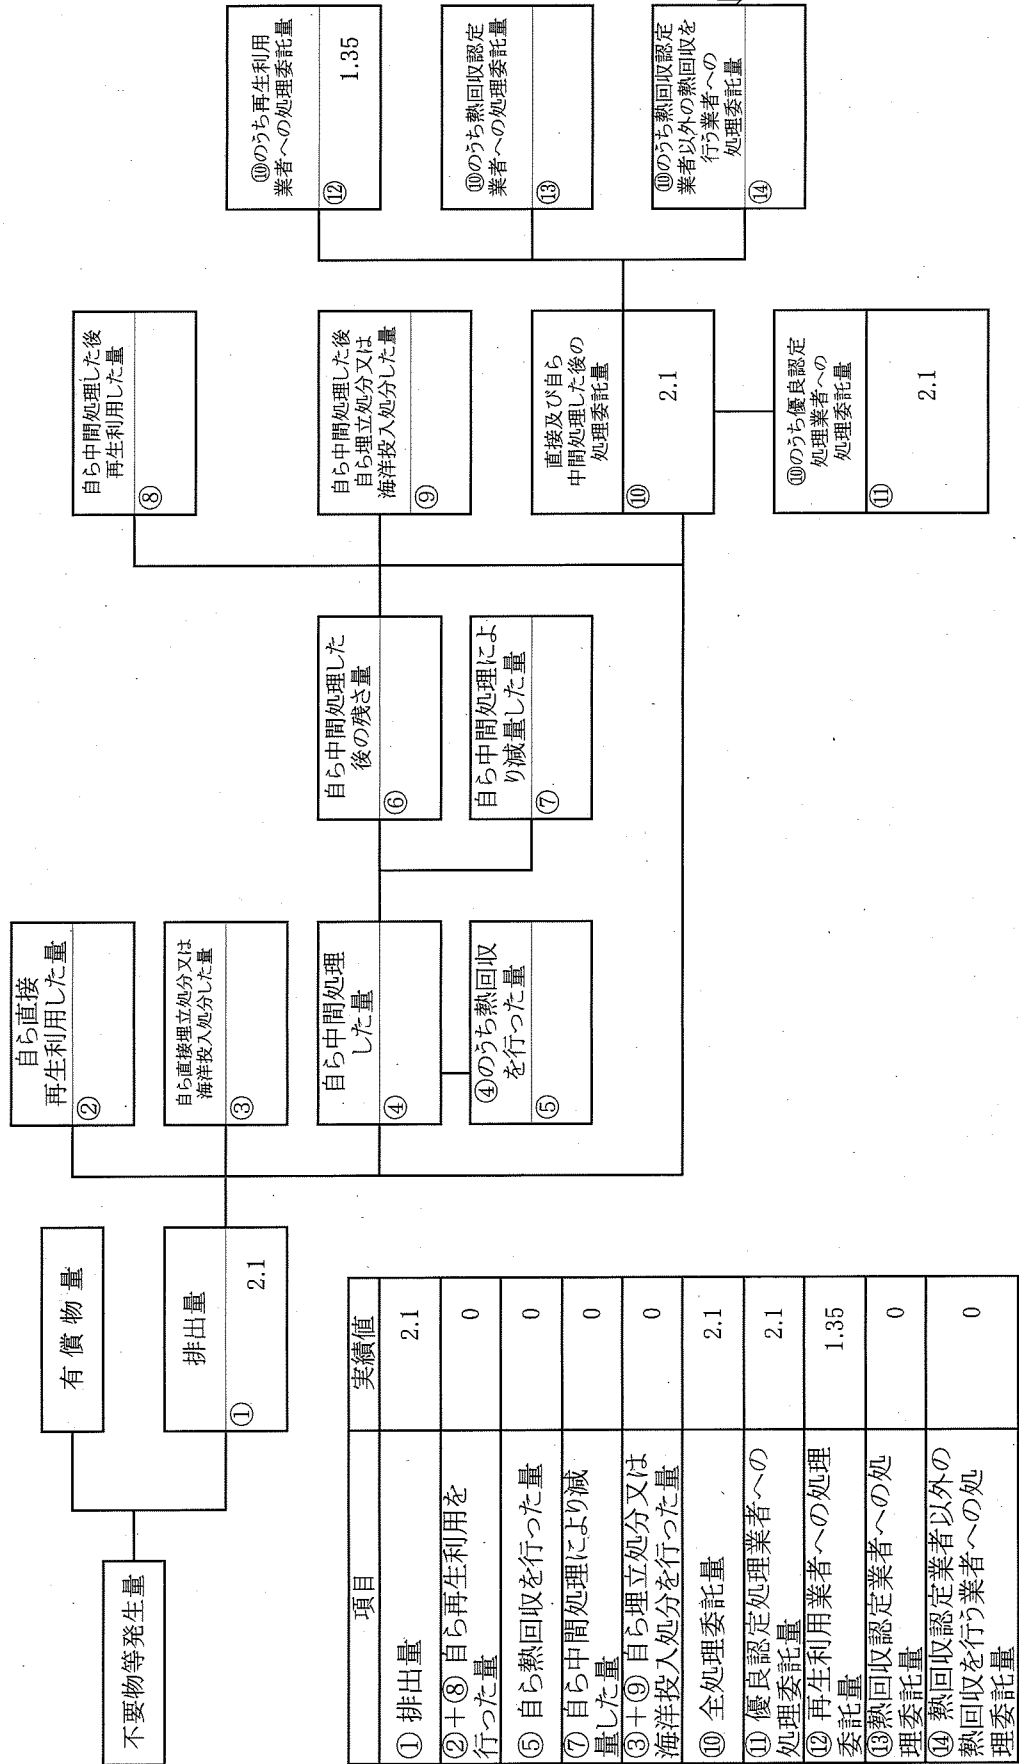 不要物等発生量
有償物量
排出量
①
2.1
自ら直接
再生利用した量
②
自ら直接埋立処分又は
海洋投入処分した量
③
自ら中間処理
した量
④
④のうち熱回収
を行った量
⑤
自ら中間処理した
後の残さ量
⑥
自ら中間処理によ
り減量した量
⑦
自ら中間処理した後
再生利用した量
⑧
自ら中間処理した後
自ら埋立処分又は
海洋投入処分した量
⑨
直接及び自ら
中間処理した後の
処理委託量
⑩
2.1
⑩のうち優良認定
処理業者への
処理委託量
⑪
2.1
⑩のうち再生利用
業者への処理委託量
⑫
1.35
⑩のうち熱回収認定
業者への処理委託量
⑬
⑩のうち熱回収認定
業者以外の熱回収を
行う業者への
処理委託量
⑭
項目 実績値
① 排出量 2.1
②+⑧ 自ら再生利用を
行った量 0
⑤ 自ら熱回収を行った量 0
⑦ 自ら中間処理により減
量した量 0
③+⑨ 自ら埋立処分又は
海洋投入処分を行った量 0
⑩ 全処理委託量 2.1
⑪ 優良認定処理業者への
処理委託量 2.1
⑫ 再生利用業者への処理
委託量 1.35
⑬熱回収認定業者への処
理委託量 0
⑭ 熱回収認定業者以外の
熱回収を行う業者への処
理委託量 0